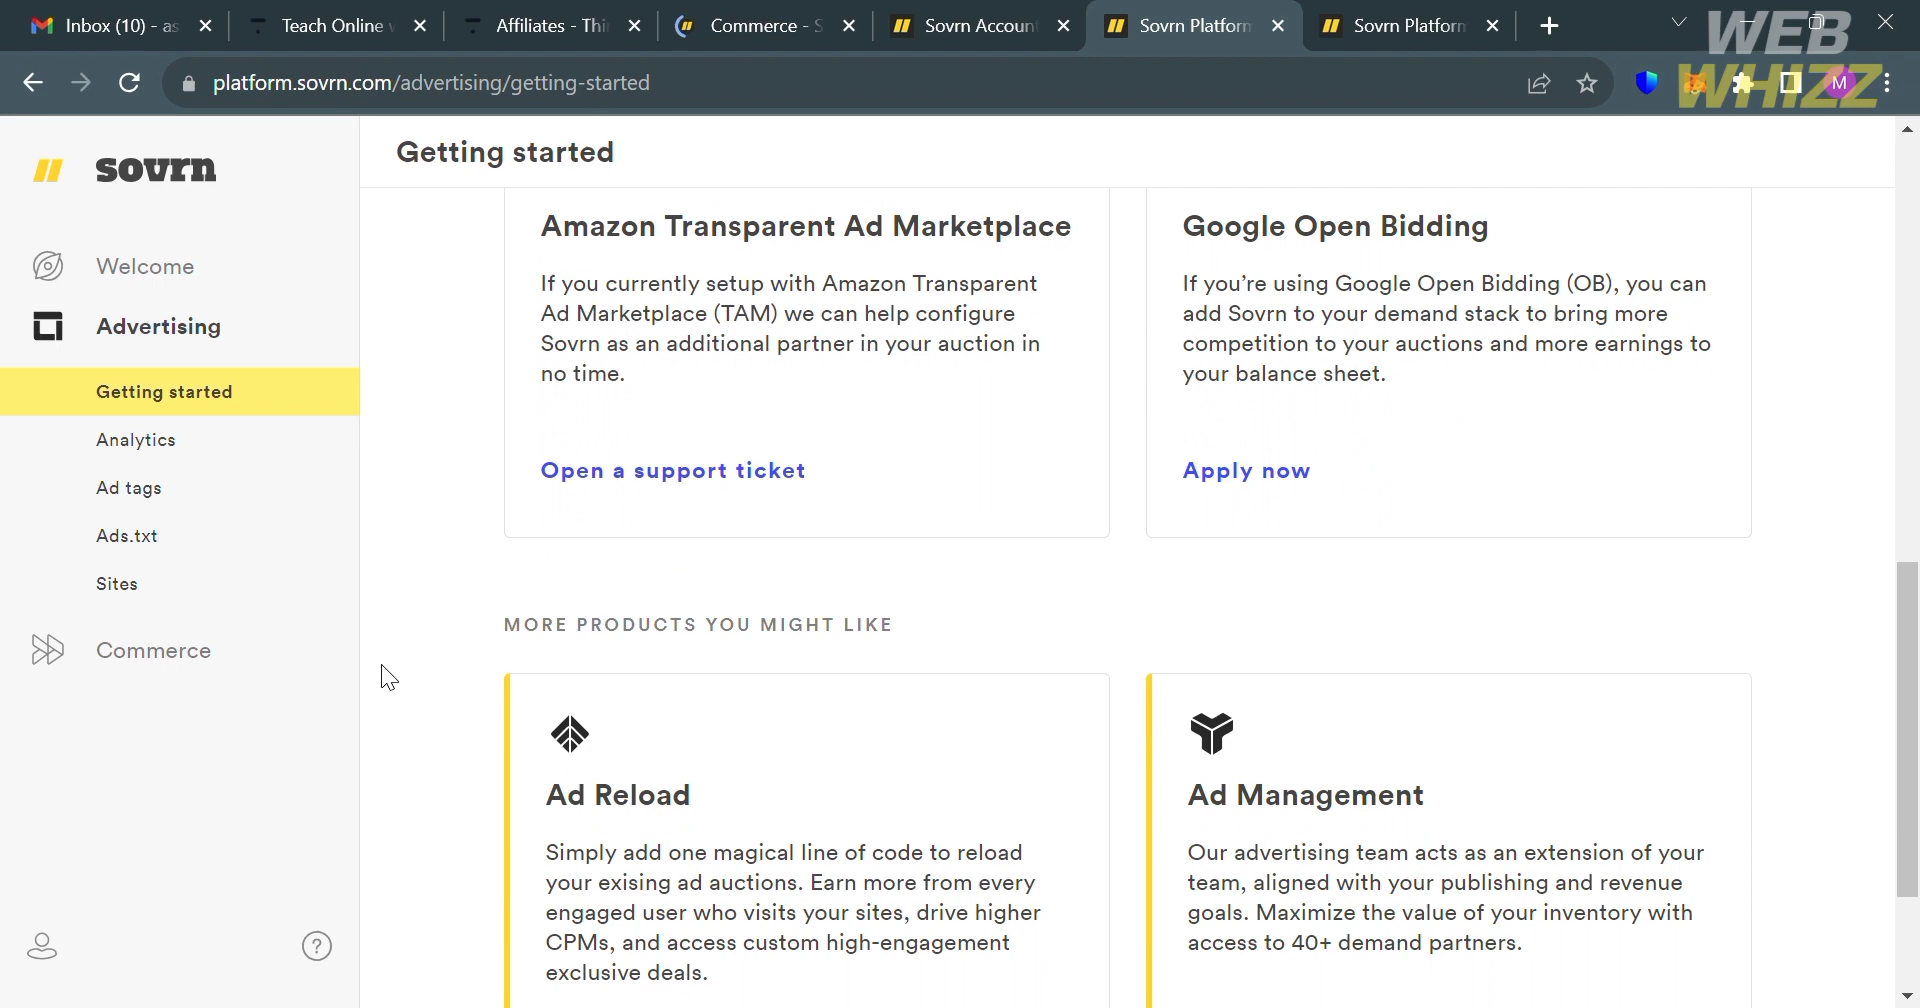 Inbox (10) - as
Teach Online
Affiliates - Thi
Commerce - S
Sovrn Accoun
Sovrn Platform
Sovrn Platform
WEB
WHIZZ
platform.sovrn.com/advertising/getting-started
M
sovrn
Getting started
Welcome
Advertising
Getting started
Analytics
Ad tags
Ads.txt
Sites
Commerce
Amazon Transparent Ad Marketplace
If you currently setup with Amazon Transparent
Ad Marketplace (TAM) we can help configure
Sovrn as an additional partner in your auction in
no time.
Open a support ticket
Google Open Bidding
If you're using Google Open Bidding (OB), you can
add Sovrn to your demand stack to bring more
competition to your auctions and more earnings to
your balance sheet.
Apply now
MORE PRODUCTS YOU MIGHT LIKE
Ad Reload
Simply add one magical line of code to reload
your exising ad auctions. Earn more from every
engaged user who visits your sites, drive higher
CPMs, and access custom high-engagement
exclusive deals.
Ad Management
Our advertising team acts as an extension of your
team, aligned with your publishing and revenue
goals. Maximize the value of your inventory with
access to 40+ demand partners.